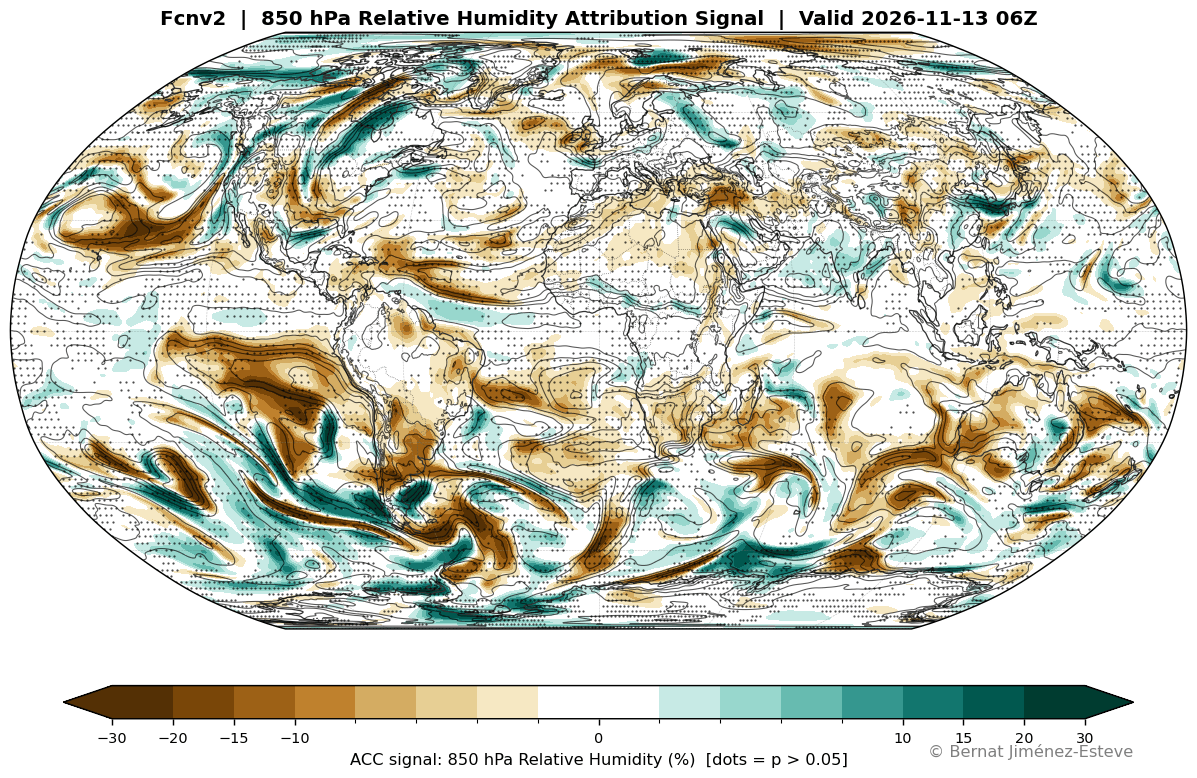 Fcnv2 | 850 hPa Relative Humidity Attribution Signal | Valid 2026-11-13 06Z
−30 −20 −15 −10 0 10 15 20 30
ACC signal: 850 hPa Relative Humidity (%) [dots = p > 0.05]
© Bernat Jiménez-Esteve